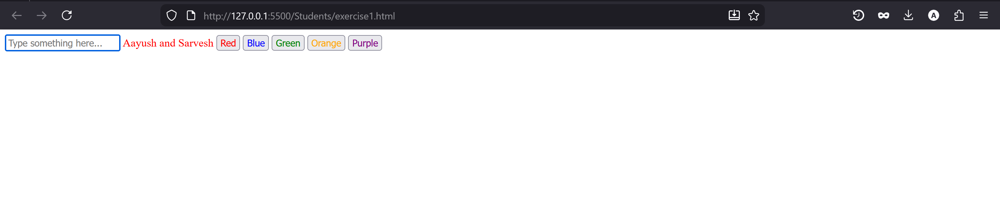 http://127.0.0.1:5500/Students/exercise1.html
A
Type something here... Aayush and Sarvesh Red Blue Green Orange Purple